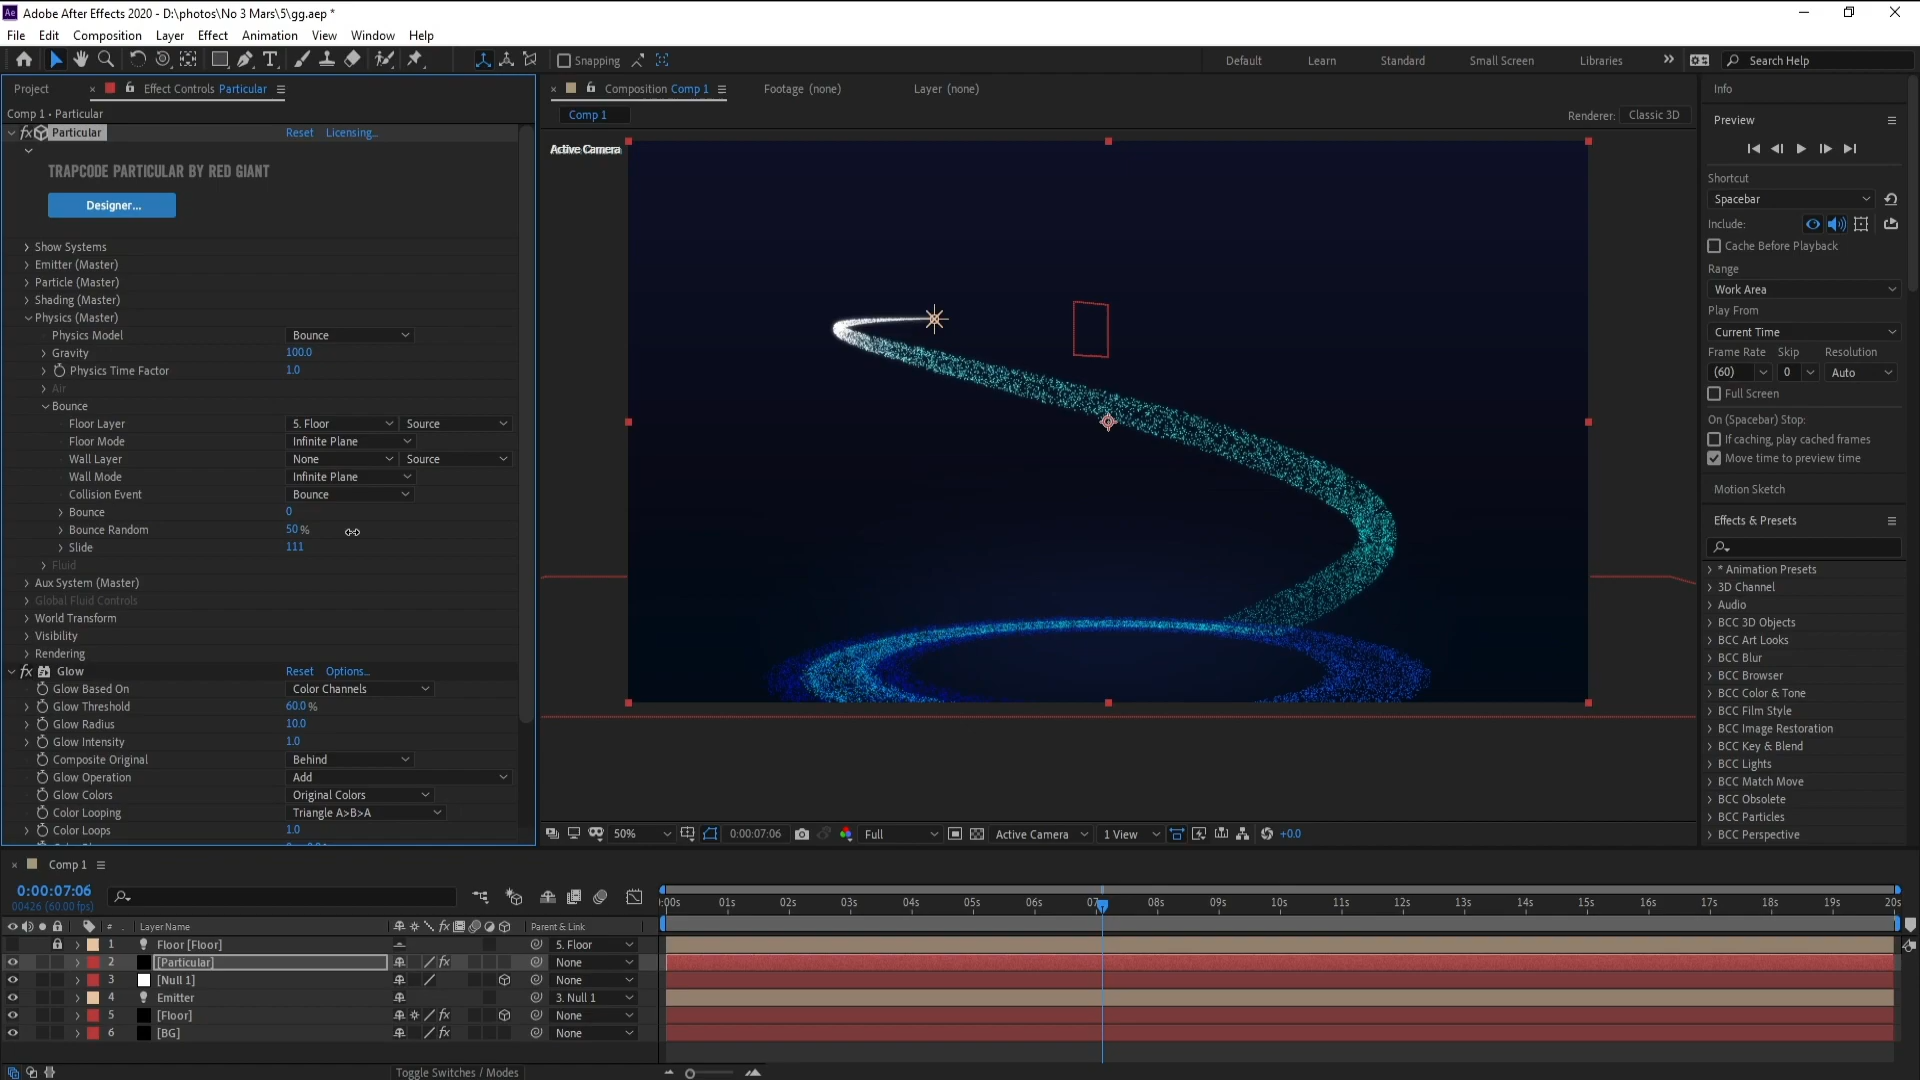 Adobe After Effects 2020 - D:\photos\No 3 Mars\5\gg.aep *
File Edit Composition Layer Effect Animation View Window Help
Snapping
Default Learn Standard Small Screen Libraries
Search Help
Project
Effect Controls Particular
Comp 1 • Particular
Particular Reset Licensing...
TRAPCODE PARTICULAR BY RED GIANT
Designer...
Show Systems
Emitter (Master)
Particle (Master)
Shading (Master)
Physics (Master)
Physics Model Bounce
Gravity 100.0
Physics Time Factor 1.0
Air
Bounce
Floor Layer 5. Floor Source
Floor Mode Infinite Plane
Wall Layer None Source
Wall Mode Infinite Plane
Collision Event Bounce
Bounce 0
Bounce Random 50 %
Slide 111
Fluid
Aux System (Master)
Global Fluid Controls
World Transform
Visibility
Rendering
Glow Reset Options...
Glow Based On Color Channels
Glow Threshold 60.0 %
Glow Radius 10.0
Glow Intensity 1.0
Composite Original Behind
Glow Operation Add
Glow Colors Original Colors
Color Looping Triangle A>B>A
Color Loops 1.0
Composition Comp 1
Footage (none)
Layer (none)
Comp 1
Renderer: Classic 3D
Active Camera
50% 0:00:07:06 Full Active Camera 1 View +0.0
Info
Preview
Shortcut
Spacebar
Include:
Cache Before Playback
Range
Work Area
Play From
Current Time
Frame Rate Skip Resolution
(60) 0 Auto
Full Screen
On (Spacebar) Stop:
If caching, play cached frames
Move time to preview time
Motion Sketch
Effects & Presets
* Animation Presets
3D Channel
Audio
BCC 3D Objects
BCC Art Looks
BCC Blur
BCC Browser
BCC Color & Tone
BCC Film Style
BCC Image Restoration
BCC Key & Blend
BCC Lights
BCC Match Move
BCC Obsolete
BCC Particles
BCC Perspective
Comp 1
0:00:07:06
00426 (60.00 fps)
# Layer Name Parent & Link
1 Floor [Floor] 5. Floor
2 [Particular] None
3 [Null 1] None
4 Emitter 3. Null 1
5 [Floor] None
6 [BG] None
Toggle Switches / Modes
:00s 01s 02s 03s 04s 05s 06s 07s 08s 09s 10s 11s 12s 13s 14s 15s 16s 17s 18s 19s 20s